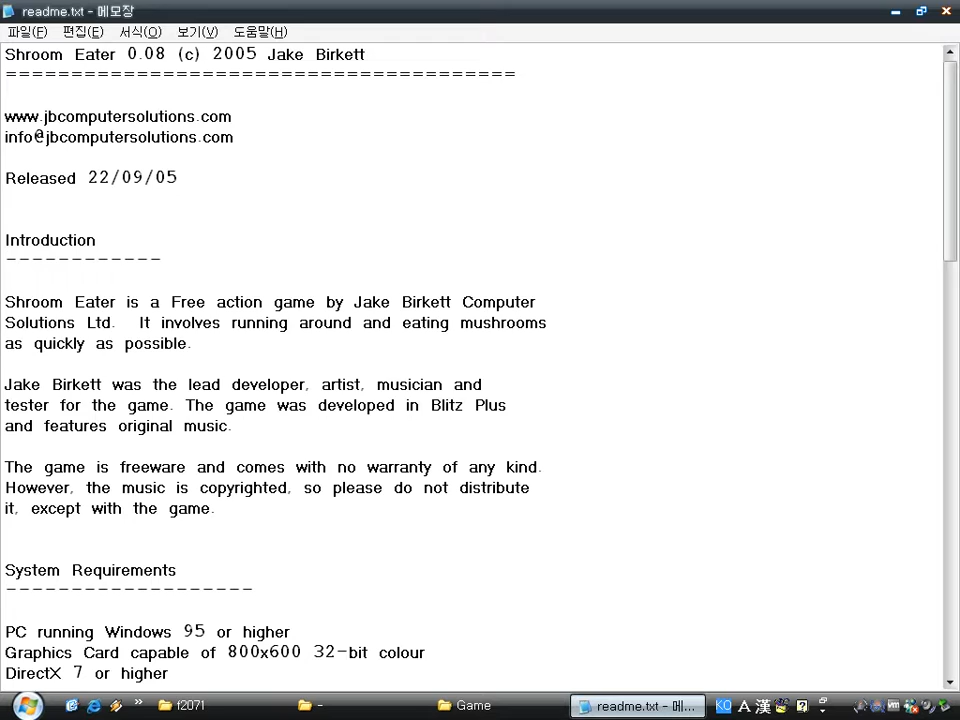 readme.txt - 메모장
파일(F) 편집(E) 서식(O) 보기(V) 도움말(H)
Shroom Eater 0.08 (c) 2005 Jake Birkett
=======================================
www.jbcomputersolutions.com
info@jbcomputersolutions.com
Released 22/09/05
Introduction
------------
Shroom Eater is a Free action game by Jake Birkett Computer
Solutions Ltd.  It involves running around and eating mushrooms
as quickly as possible.
Jake Birkett was the lead developer, artist, musician and
tester for the game. The game was developed in Blitz Plus
and features original music.
The game is freeware and comes with no warranty of any kind.
However, the music is copyrighted, so please do not distribute
it, except with the game.
System Requirements
-------------------
PC running Windows 95 or higher
Graphics Card capable of 800x600 32-bit colour
DirectX 7 or higher
f2071 - Game readme.txt - 메... KO A 漢